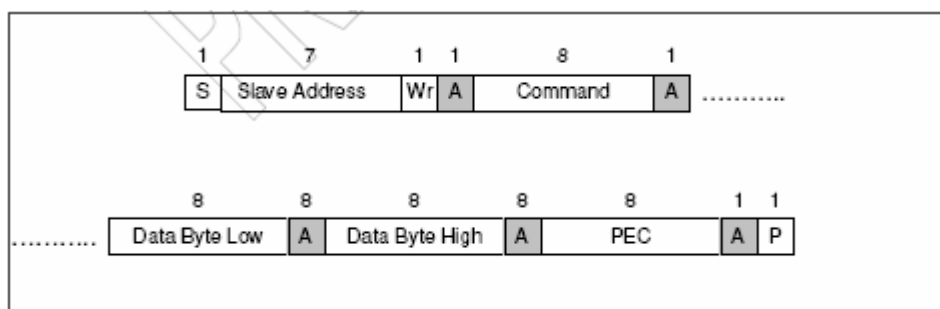 1 7 1 1 8 1
S Slave Address Wr A Command A ...........
8 8 8 8 8 1 1
........... Data Byte Low A Data Byte High A PEC A P